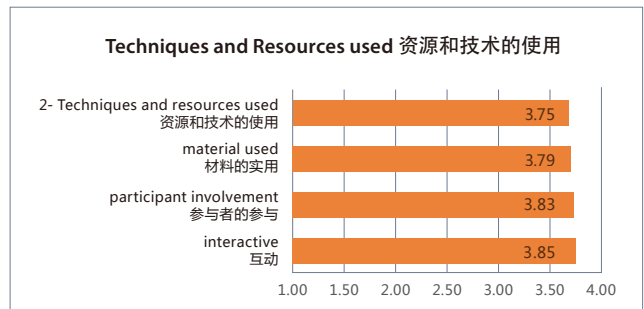 Techniques and Resources used 资源和技术的使用
2- Techniques and resources used
资源和技术的使用
3.75
material used
材料的实用
3.79
participant involvement
参与者的参与
3.83
interactive
互动
3.85
1.00 1.50 2.00 2.50 3.00 3.50 4.00